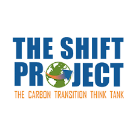 THE SHIFT
PROJECT
THE CARBON TRANSITION THINK TANK